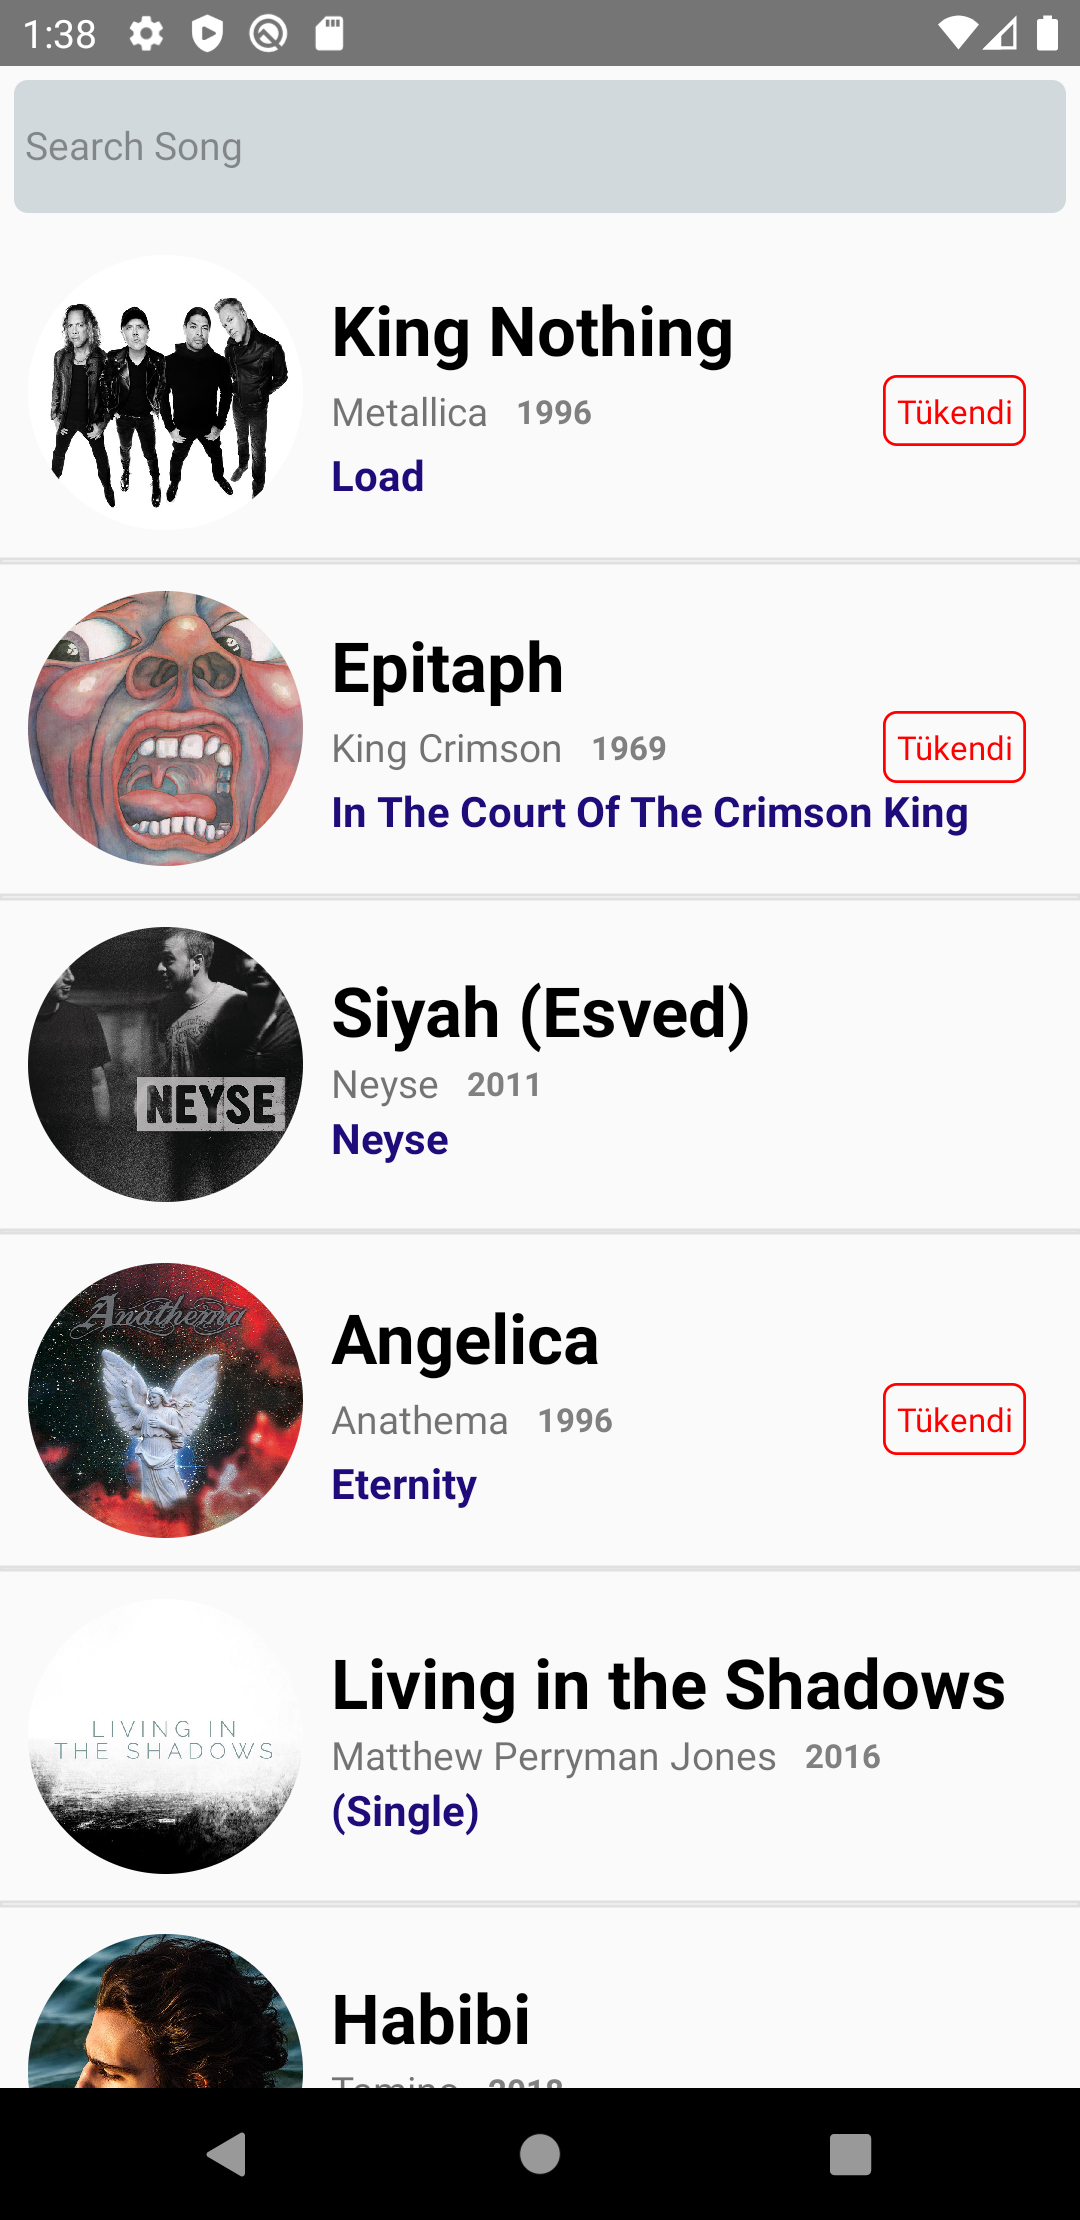 1:38
Search Song
King Nothing
Metallica 1996
Tükendi
Load
Epitaph
King Crimson 1969
Tükendi
In The Court Of The Crimson King
NEYSE
Siyah (Esved)
Neyse 2011
Neyse
Anathema
Angelica
Anathema 1996
Tükendi
Eternity
LIVING IN
THE SHADOWS
Living in the Shadows
Matthew Perryman Jones 2016
(Single)
Habibi
Tamino 2018